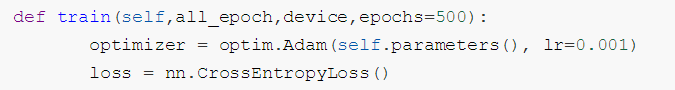 def train(self,all_epoch,device,epochs=500):
optimizer = optim.Adam(self.parameters(), lr=0.001)
loss = nn.CrossEntropyLoss()